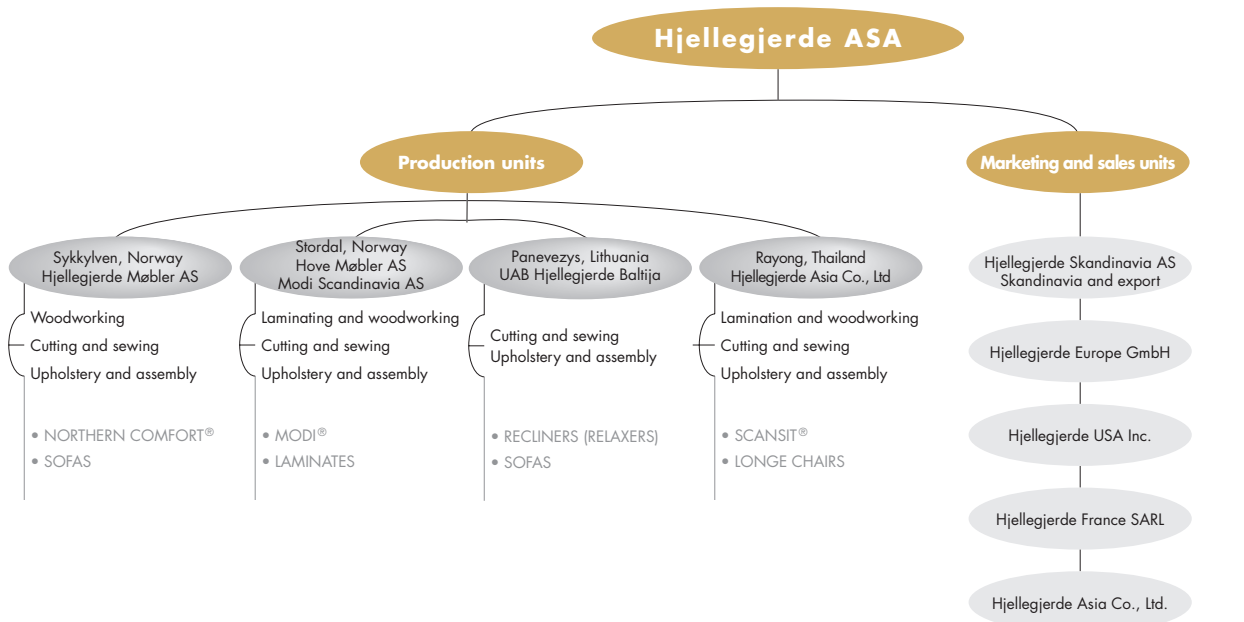 Hjellegjerde ASA
Production units
Marketing and sales units
Sykkylven, Norway
Hjellegjerde Møbler AS
Stordal, Norway
Hove Møbler AS
Modi Scandinavia AS
Panevezys, Lithuania
UAB Hjellegjerde Baltija
Rayong, Thailand
Hjellegjerde Asia Co., Ltd
Woodworking
Cutting and sewing
Upholstery and assembly
• NORTHERN COMFORT®
• SOFAS
Laminating and woodworking
Cutting and sewing
Upholstery and assembly
• MODI®
• LAMINATES
Cutting and sewing
Upholstery and assembly
• RECLINERS (RELAXERS)
• SOFAS
Lamination and woodworking
Cutting and sewing
Upholstery and assembly
• SCANSIT®
• LONGE CHAIRS
Hjellegjerde Skandinavia AS
Skandinavia and export
Hjellegjerde Europe GmbH
Hjellegjerde USA Inc.
Hjellegjerde France SARL
Hjellegjerde Asia Co., Ltd.